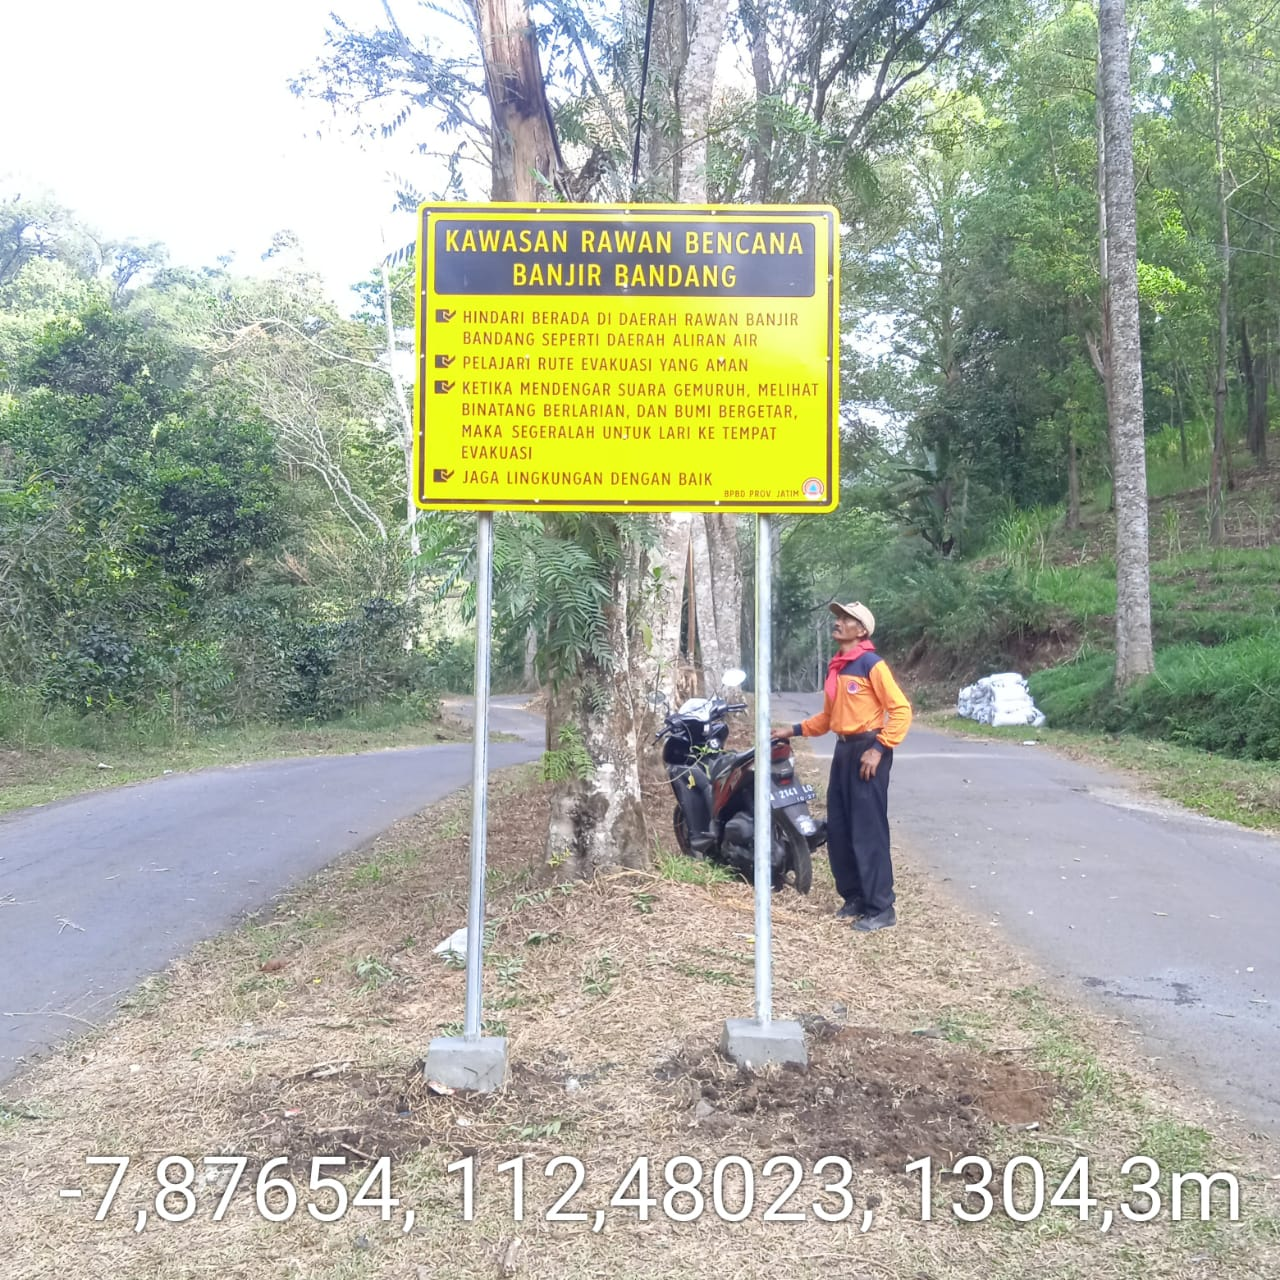 KAWASAN RAWAN BENCANA
BANJIR BANDANG
HINDARI BERADA DI DAERAH RAWAN BANJIR
BANDANG SEPERTI DAERAH ALIRAN AIR
PELAJARI RUTE EVAKUASI YANG AMAN
KETIKA MENDENGAR SUARA GEMURUH, MELIHAT
BINATANG BERLARIAN, DAN BUMI BERGETAR,
MAKA SEGERALAH UNTUK LARI KE TEMPAT
EVAKUASI
JAGA LINGKUNGAN DENGAN BAIK
BPBD PROV. JATIM
2141 LO
-7,87654, 112,48023, 1304,3m